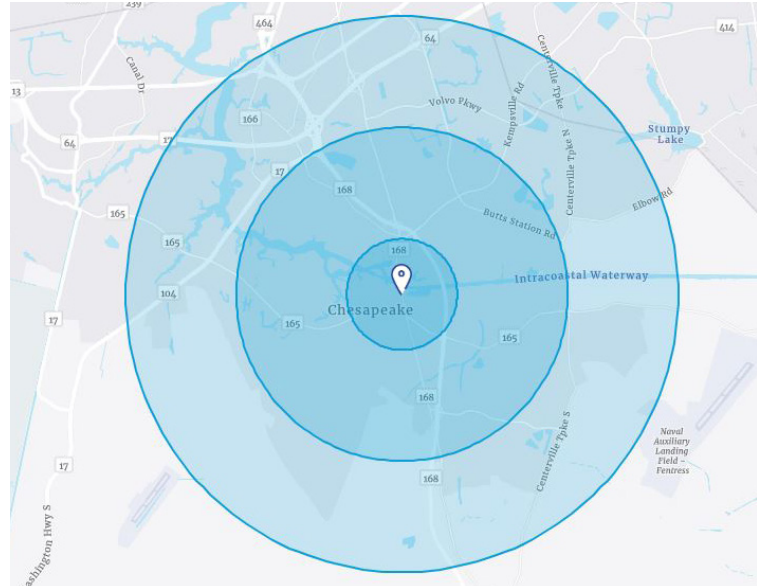 239
464
64
414
Canal Dr
13
Volvo Pkwy
Kempsville Rd
Centerville Tpke
166
Stumpy
Lake
64
17
17
Centerville Tpke N
168
165
Elbow Rd
Butts Station Rd
165
168
Intracoastal Waterway
104
Chesapeake
17
165
165
168
Naval
Auxiliary
Landing
Field –
Fentress
Centerville Tpke S
17
168
ashington Hwy S